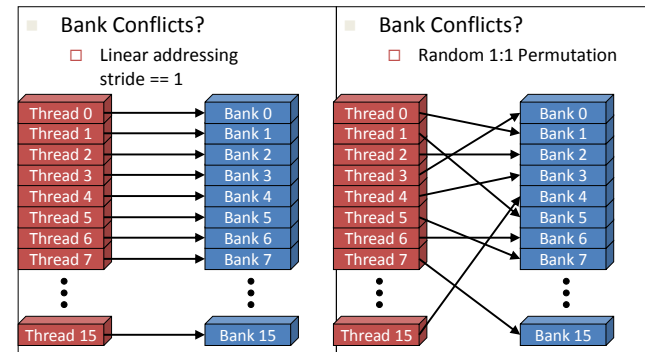 Bank Conflicts?
Linear addressing
stride == 1
Thread 0
Thread 1
Thread 2
Thread 3
Thread 4
Thread 5
Thread 6
Thread 7
Thread 15
Bank 0
Bank 1
Bank 2
Bank 3
Bank 4
Bank 5
Bank 6
Bank 7
Bank 15
Bank Conflicts?
Random 1:1 Permutation
Thread 0
Thread 1
Thread 2
Thread 3
Thread 4
Thread 5
Thread 6
Thread 7
Thread 15
Bank 0
Bank 1
Bank 2
Bank 3
Bank 4
Bank 5
Bank 6
Bank 7
Bank 15